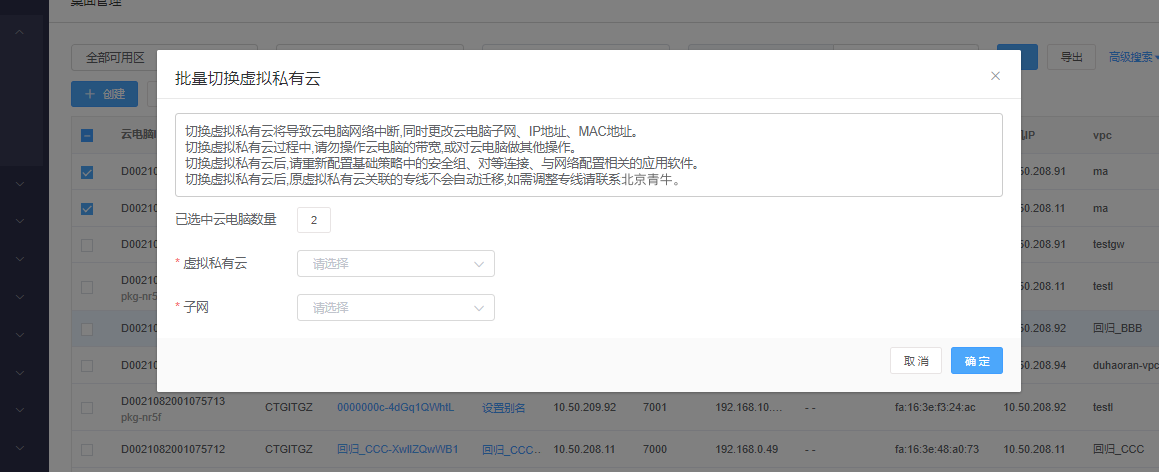 桌面管理
全部可用区
导出
高级搜索
+ 创建
批量切换虚拟私有云
×
切换虚拟私有云将导致云电脑网络中断,同时更改云电脑子网、IP地址、MAC地址。
切换虚拟私有云过程中,请勿操作云电脑的带宽,或对云电脑做其他操作。
切换虚拟私有云后,请重新配置基础策略中的安全组、对等连接、与网络配置相关的应用软件。
切换虚拟私有云后,原虚拟私有云关联的专线不会自动迁移,如需调整专线请联系北京青牛。
已选中云电脑数量 2
* 虚拟私有云 请选择
* 子网 请选择
取消 确定
云电脑 IP vpc
D00210 50.208.91 ma
D00210 50.208.11 ma
D00210 50.208.91 testgw
D00210 50.208.11 testl
pkg-nr5
D00210 50.208.92 回归_BBB
D00210 50.208.94 duhaoran-vpc
D0021082001075713 CTGITGZ 0000000c-4dGq1QWhtL 设置别名 10.50.209.92 7001 192.168.10.... - - fa:16:3e:f3:24:ac 10.50.208.92 testl
pkg-nr5f
D0021082001075712 CTGITGZ 回归_CCC-XwIlZQwWB1 回归_CCC... 10.50.208.11 7000 192.168.0.49 - - fa:16:3e:48:a0:73 10.50.208.11 回归_CCC